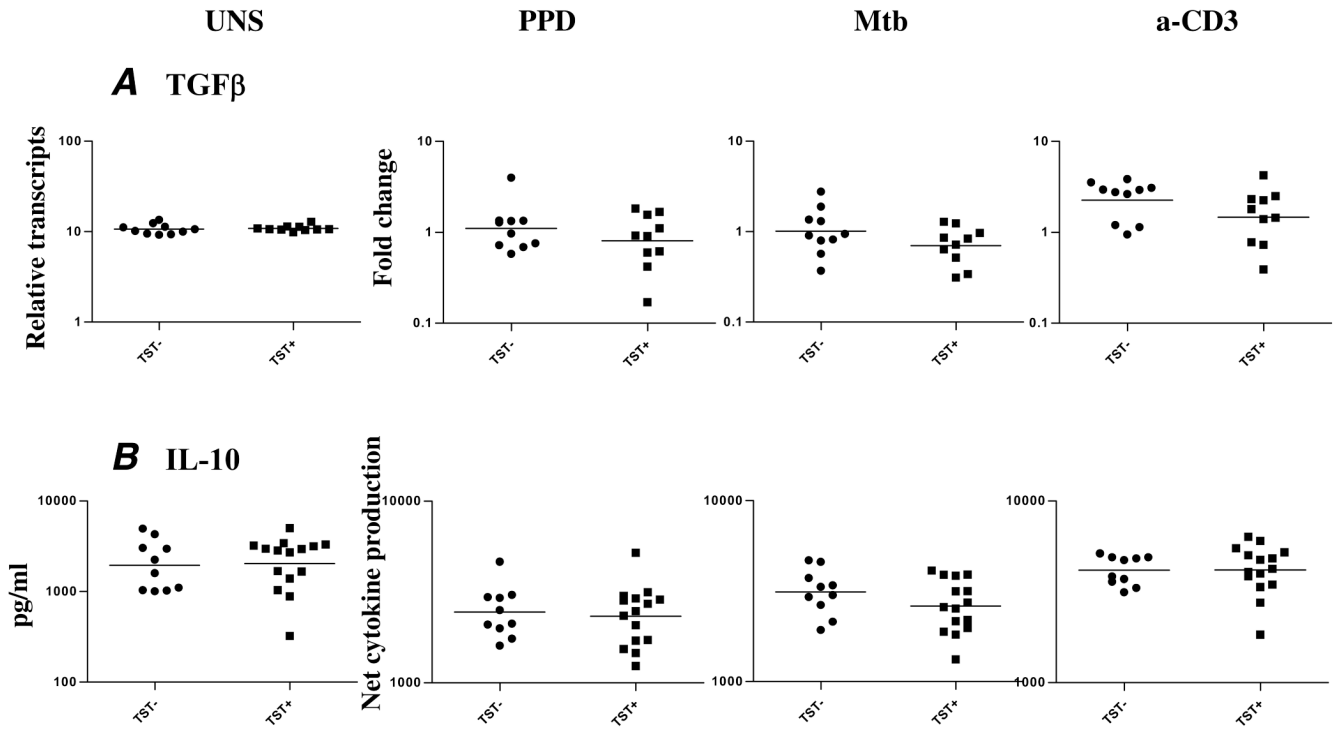 UNS PPD Mtb a-CD3
A TGFβ
Relative transcripts
100
10
1
TST- TST+
Fold change
10
1
0.1
TST- TST+
10
1
0.1
TST- TST+
10
1
0.1
TST- TST+
B IL-10
pg/ml
10000
1000
100
TST- TST+
Net cytokine production
10000
1000
TST- TST+
10000
1000
TST- TST+
10000
1000
TST- TST+